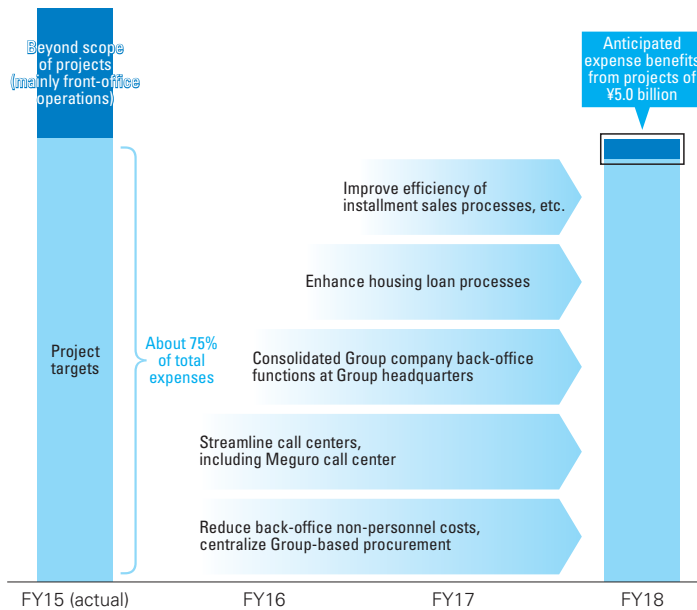 Beyond scope
of projects
(mainly front-office
operations)
Anticipated
expense benefits
from projects of
¥5.0 billion
Improve efficiency of
installment sales processes, etc.
Enhance housing loan processes
Project
targets
About 75%
of total
expenses
Consolidated Group company back-office
functions at Group headquarters
Streamline call centers,
including Meguro call center
Reduce back-office non-personnel costs,
centralize Group-based procurement
FY15 (actual)
FY16
FY17
FY18